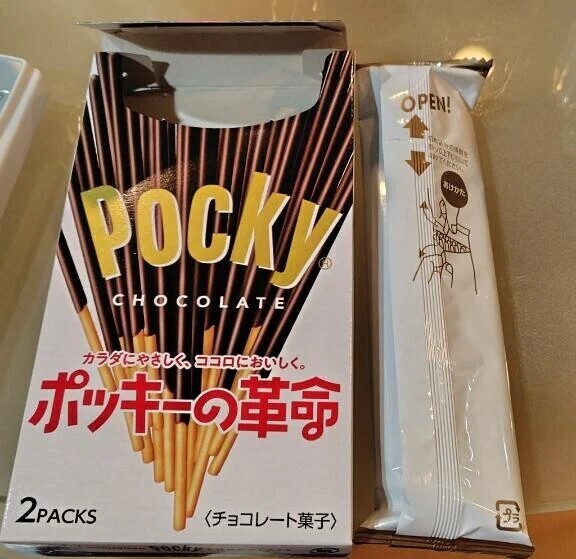 Pocky
®
CHOCOLATE
カラダにやさしく、ココロにおいしく。
ポッキーの革命
2PACKS
〈チョコレート菓子〉
OPEN!
あけかた
プラ